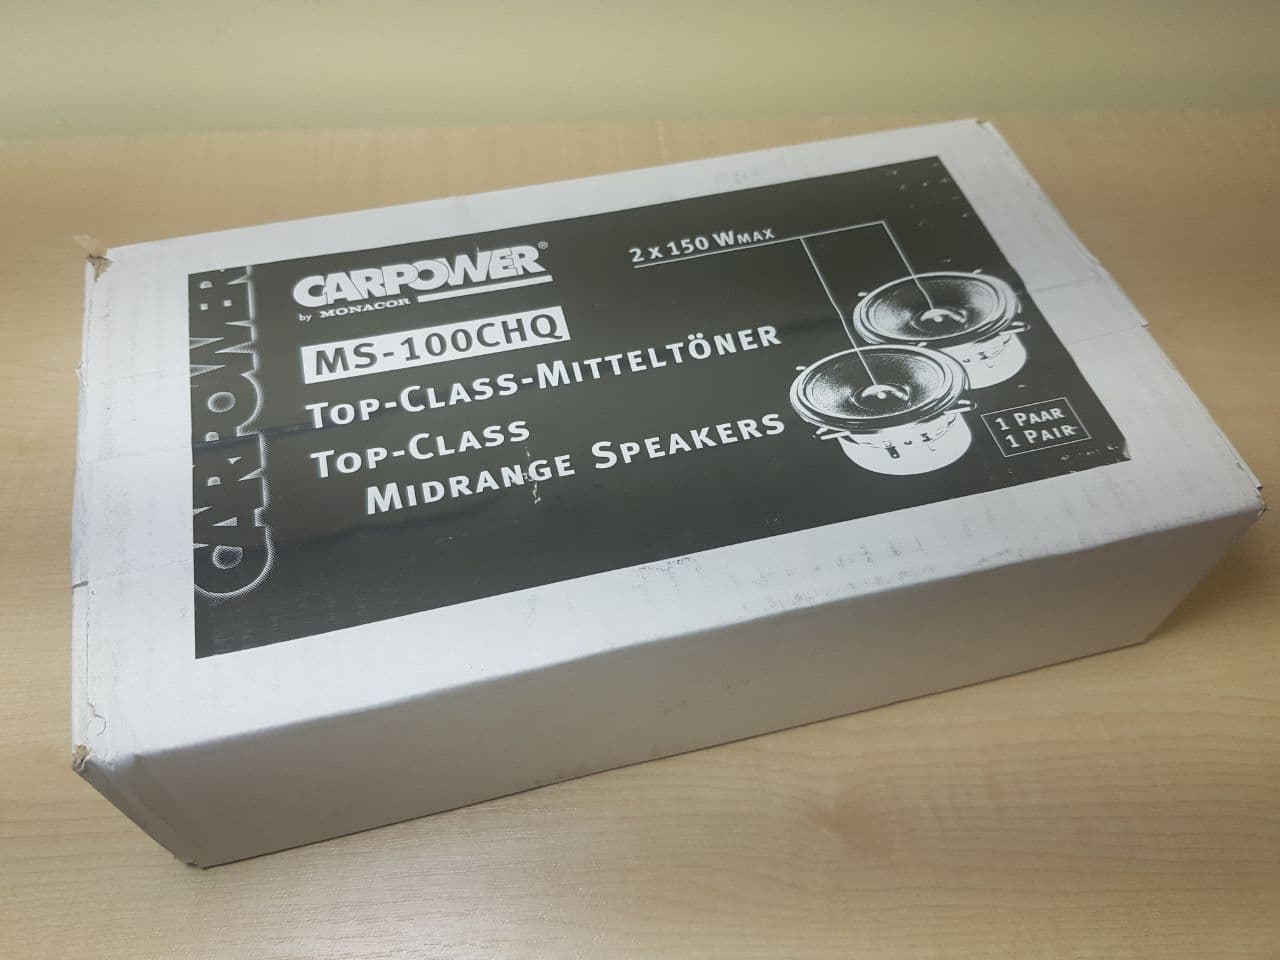 CARPOWER
CARPOWER®
by MONACOR
MS-100CHQ
TOP-CLASS-MITTELTÖNER
TOP-CLASS
MIDRANGE SPEAKERS
2 x 150 WMAX
1 PAAR
1 PAIR